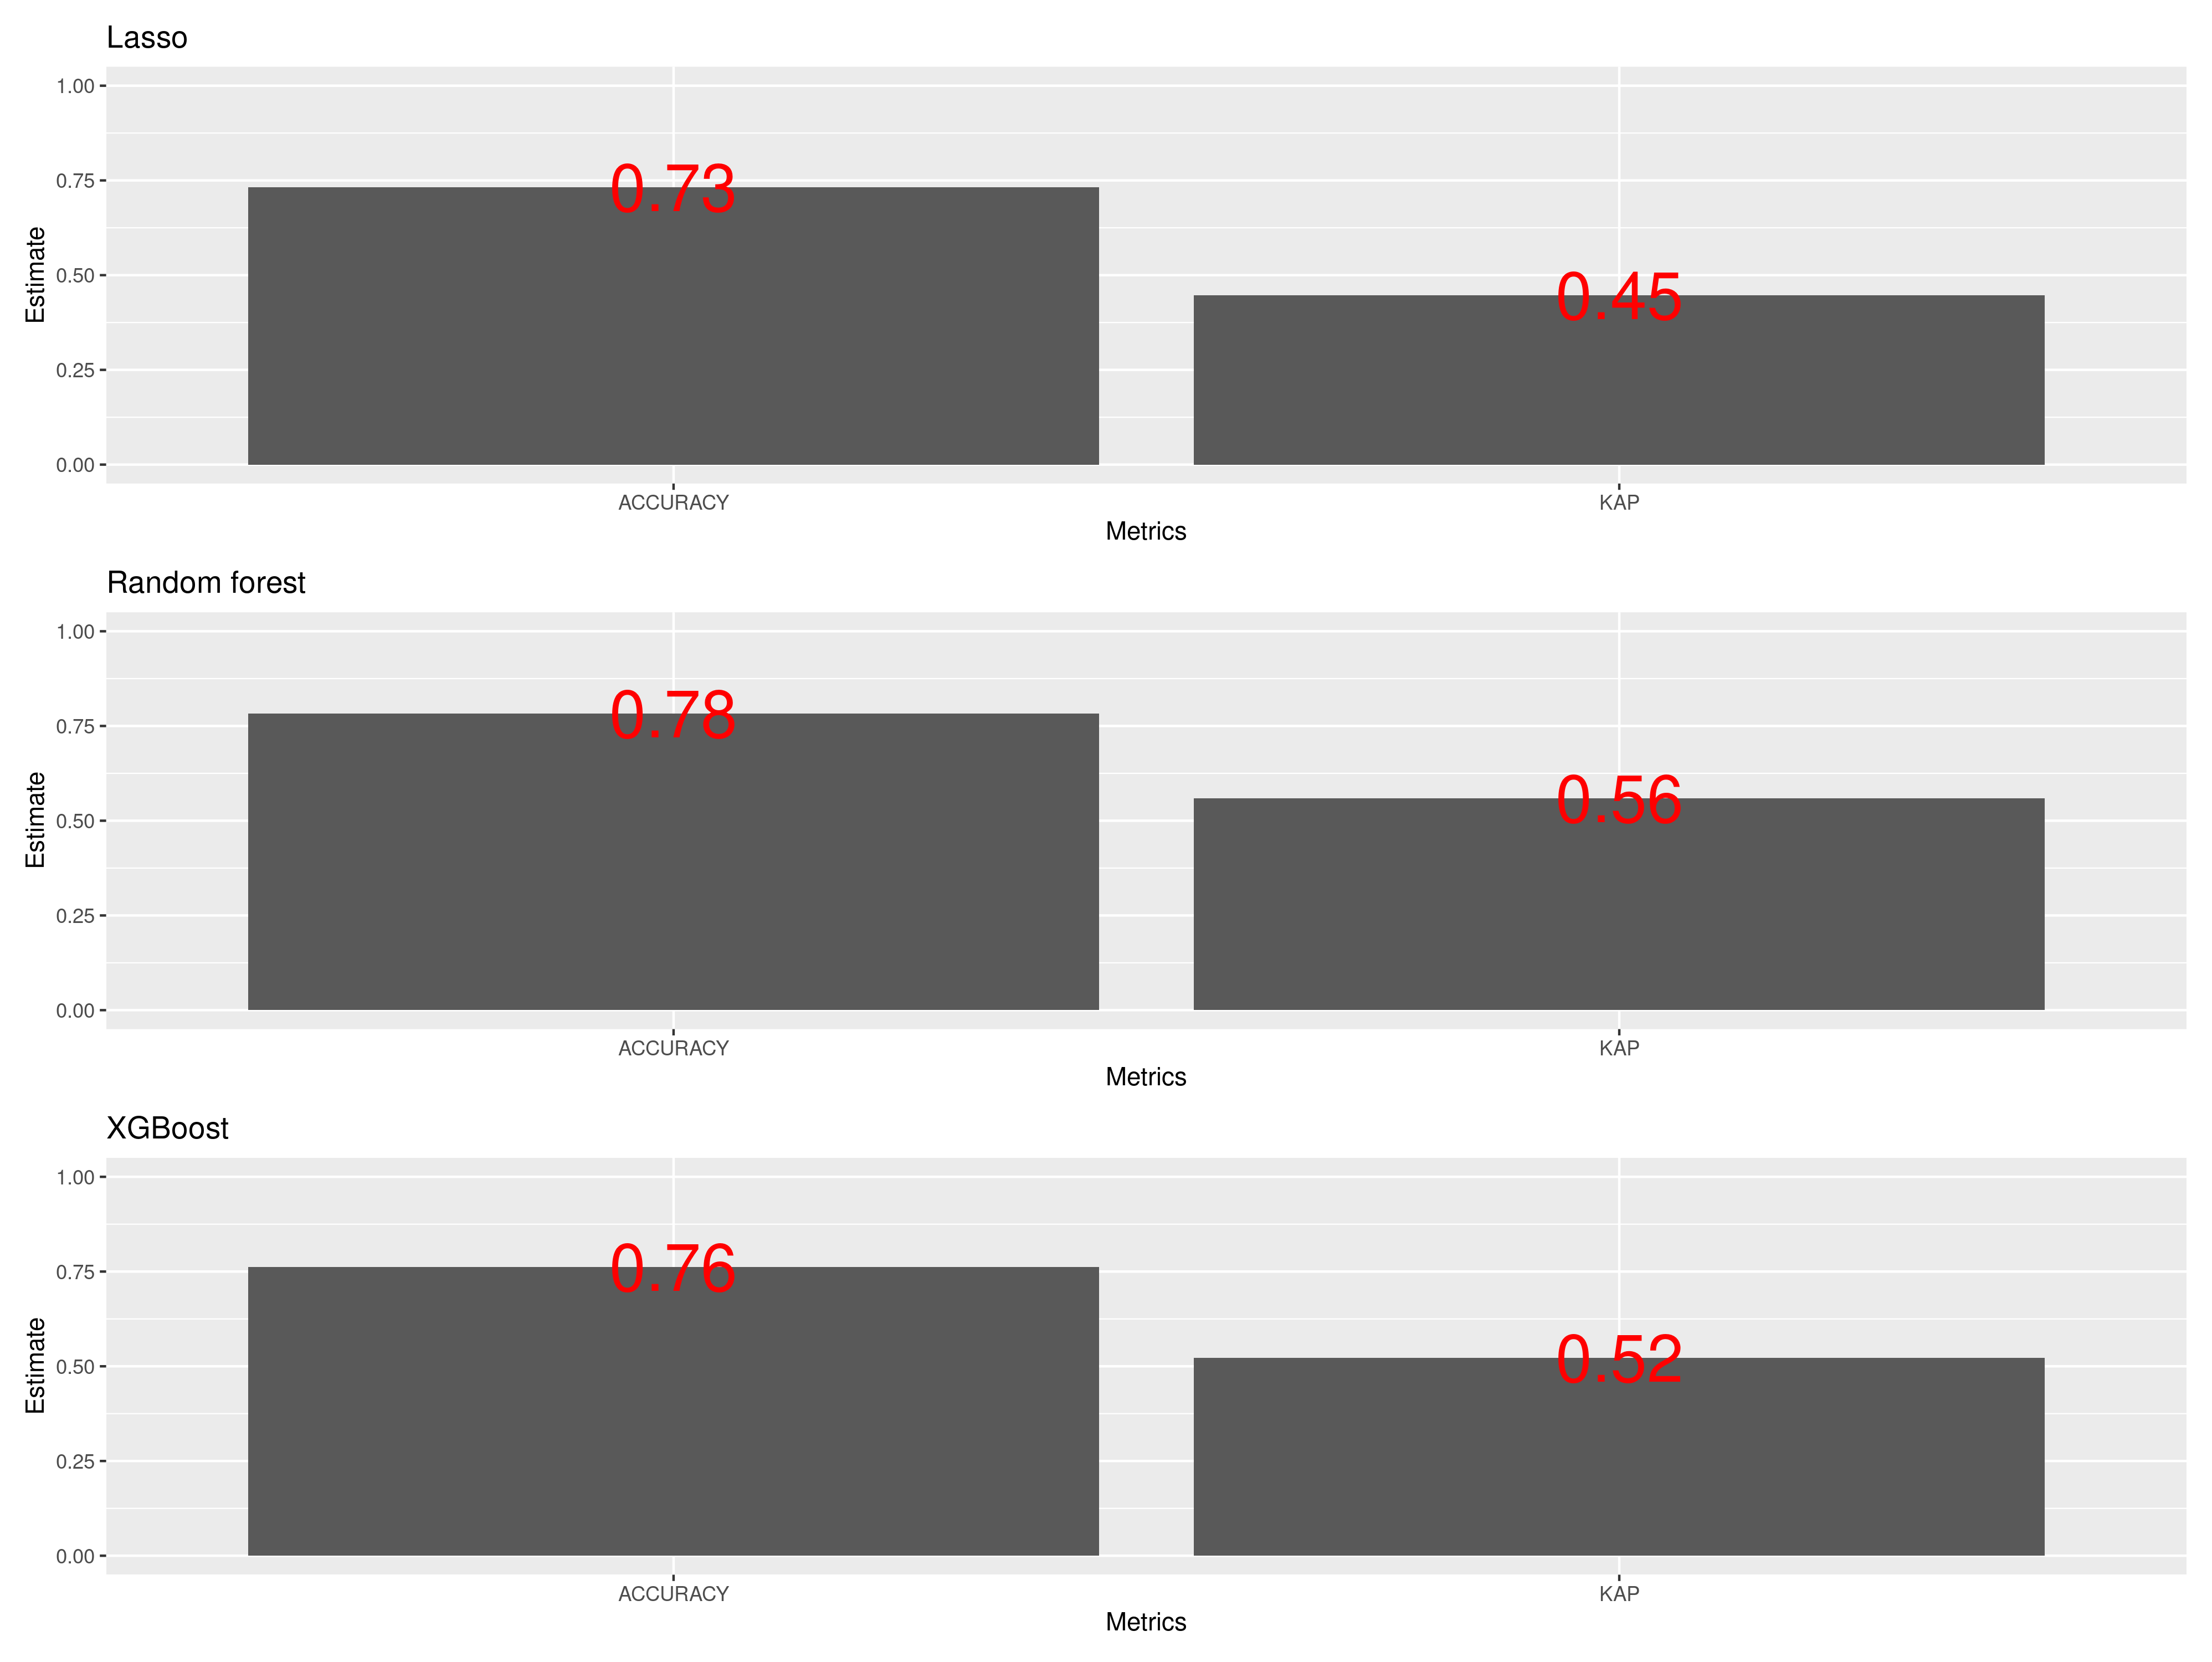 Lasso
1.00
0.75
0.50
0.25
0.00
Estimate
0.73
0.45
ACCURACY KAP
Metrics
Random forest
1.00
0.75
0.50
0.25
0.00
Estimate
0.78
0.56
ACCURACY KAP
Metrics
XGBoost
1.00
0.75
0.50
0.25
0.00
Estimate
0.76
0.52
ACCURACY KAP
Metrics